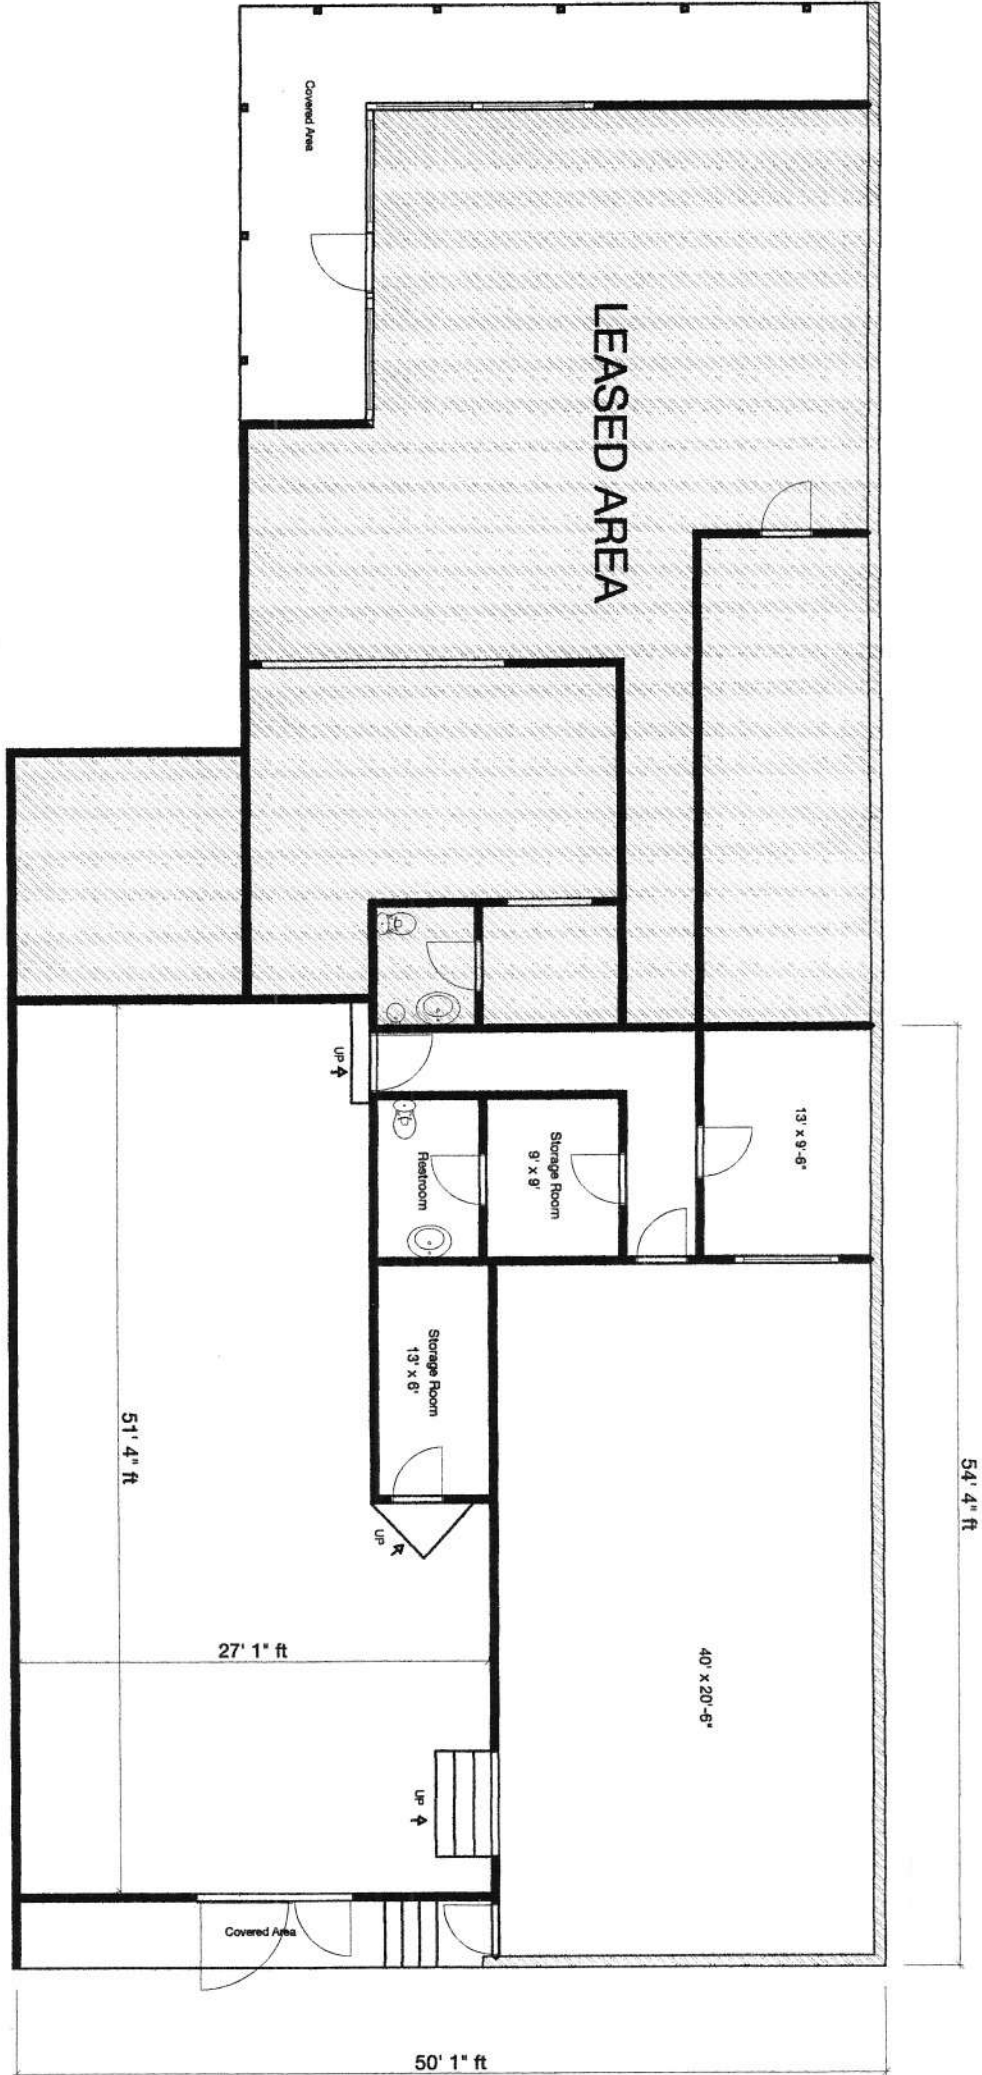 Covered Area
LEASED AREA
13' x 9'-6"
UP
Storage Room
9' x 9'
Restroom
Storage Room
13' x 6'
UP
51' 4" ft
54' 4" ft
27' 1" ft
40' x 20'-6"
UP
Covered Area
50' 1" ft